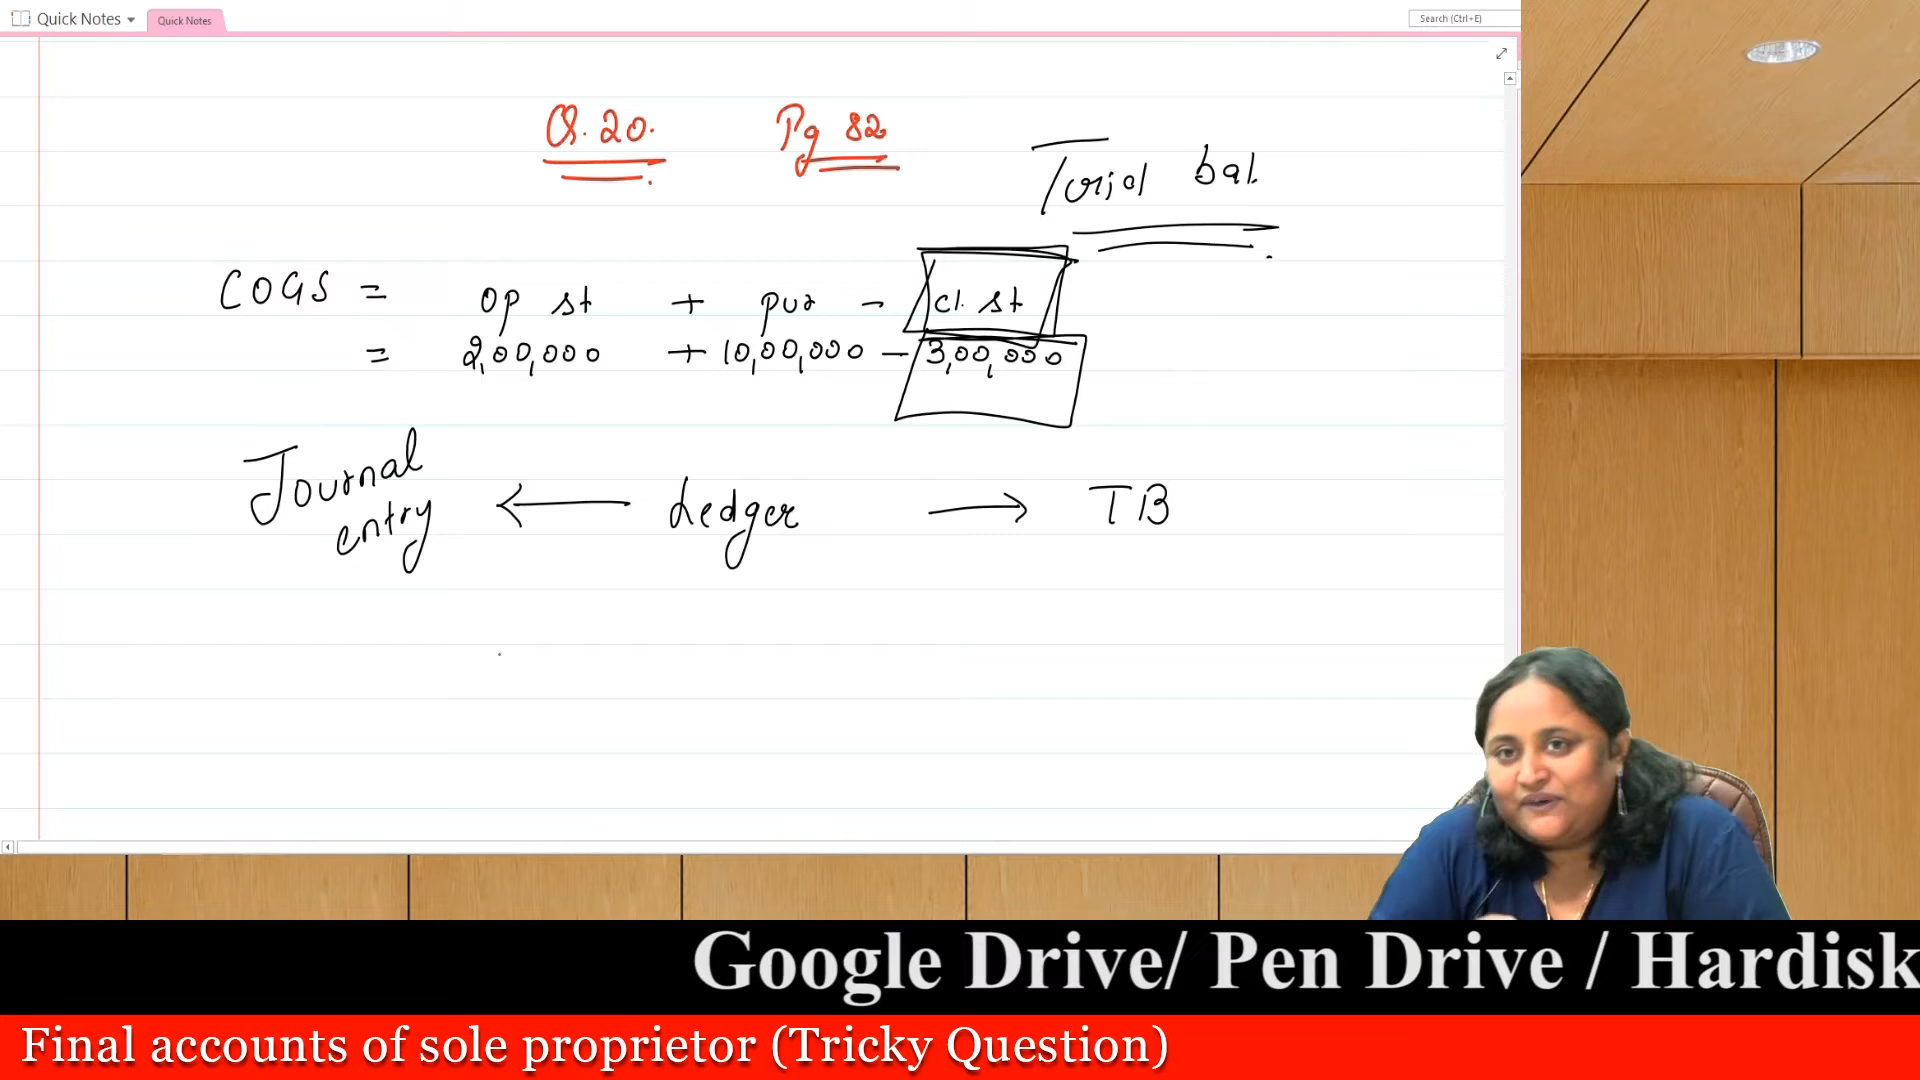 Quick Notes
Quick Notes
Search (Ctrl+E)
Q. 20. Pg 82
Trial bal.
COGS = op st + pur - cl. st
= 2,00,000 + 10,00,000 - 3,00,000
Journal entry ← Ledger → TB
Google Drive/ Pen Drive / Hardisk
Final accounts of sole proprietor (Tricky Question)